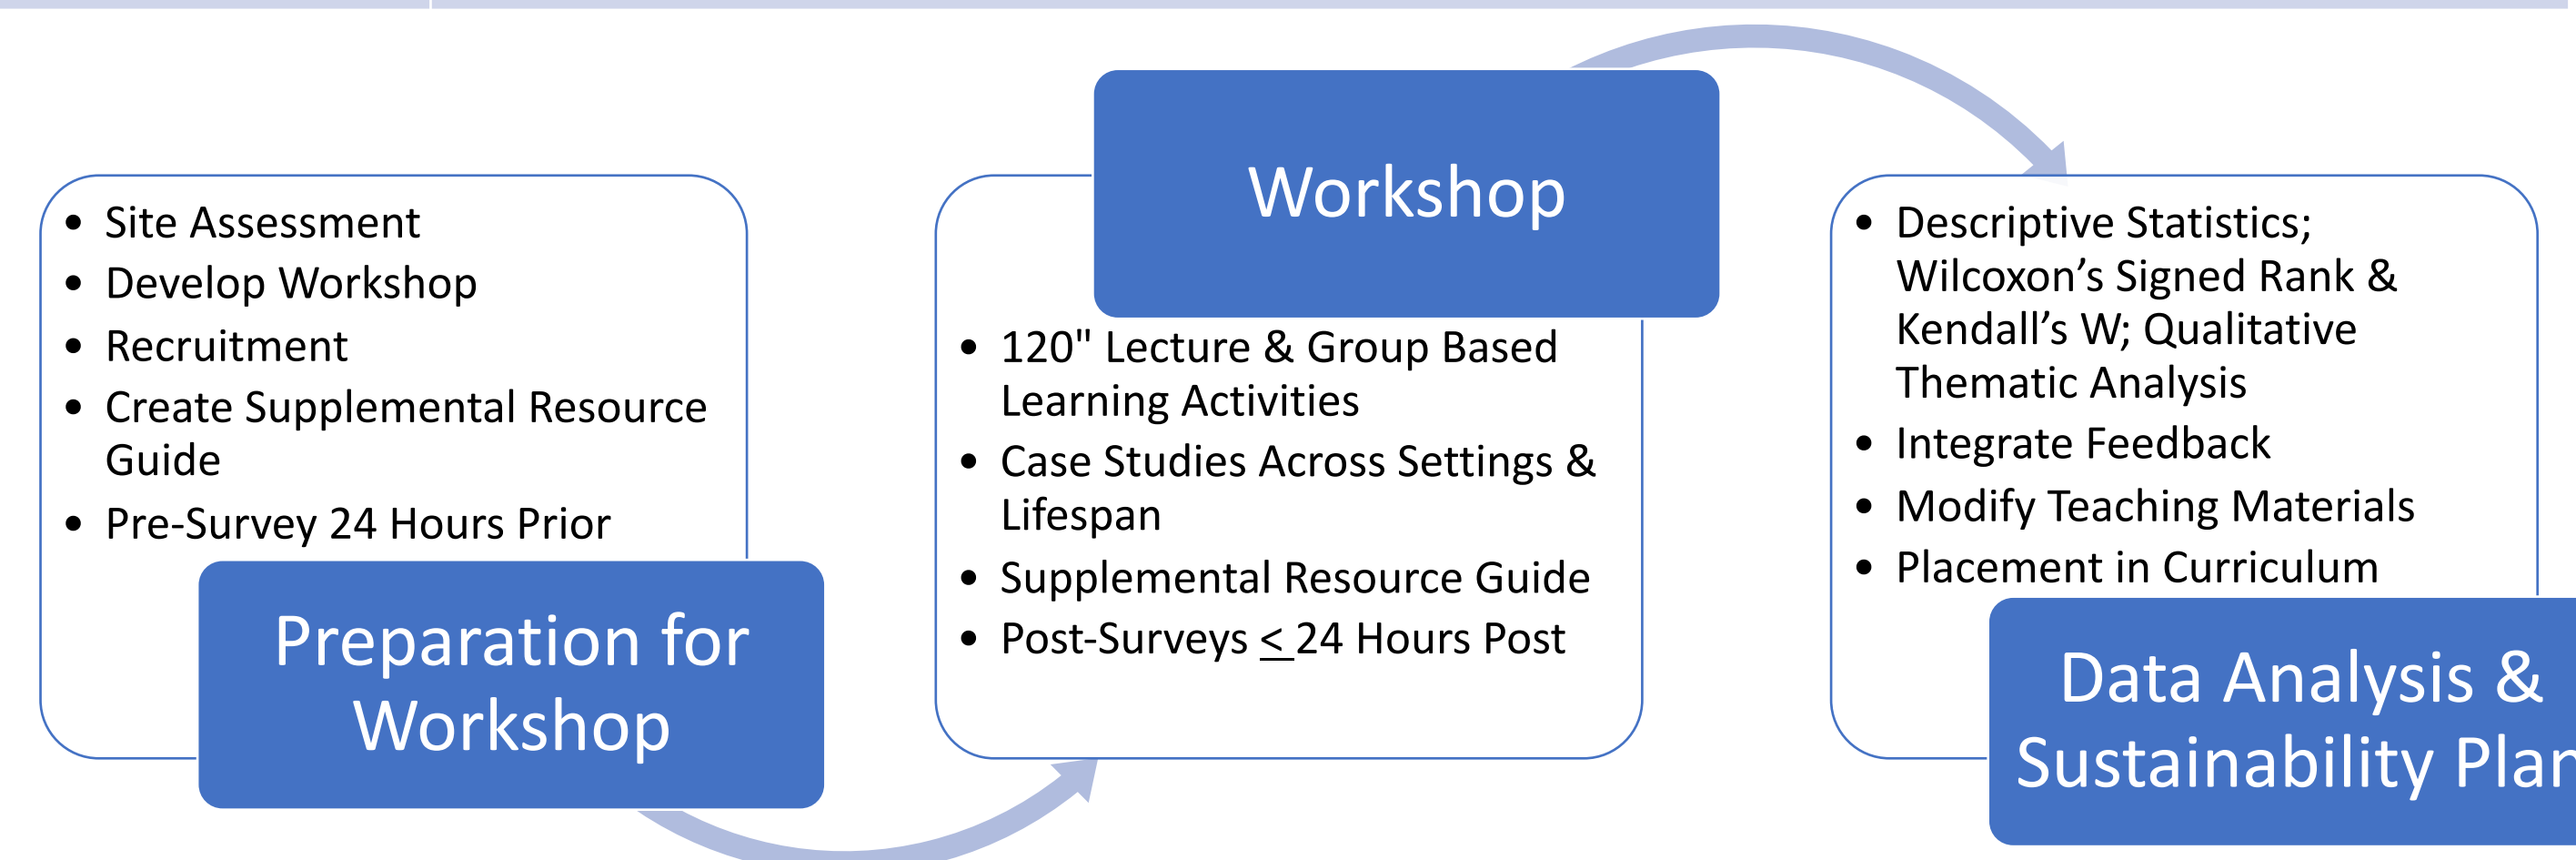 • Site Assessment
• Develop Workshop
• Recruitment
• Create Supplemental Resource
Guide
• Pre-Survey 24 Hours Prior
Preparation for
Workshop
Workshop
• 120" Lecture & Group Based
Learning Activities
• Case Studies Across Settings &
Lifespan
• Supplemental Resource Guide
• Post-Surveys < 24 Hours Post
• Descriptive Statistics;
Wilcoxon’s Signed Rank &
Kendall’s W; Qualitative
Thematic Analysis
• Integrate Feedback
• Modify Teaching Materials
• Placement in Curriculum
Data Analysis &
Sustainability Plan